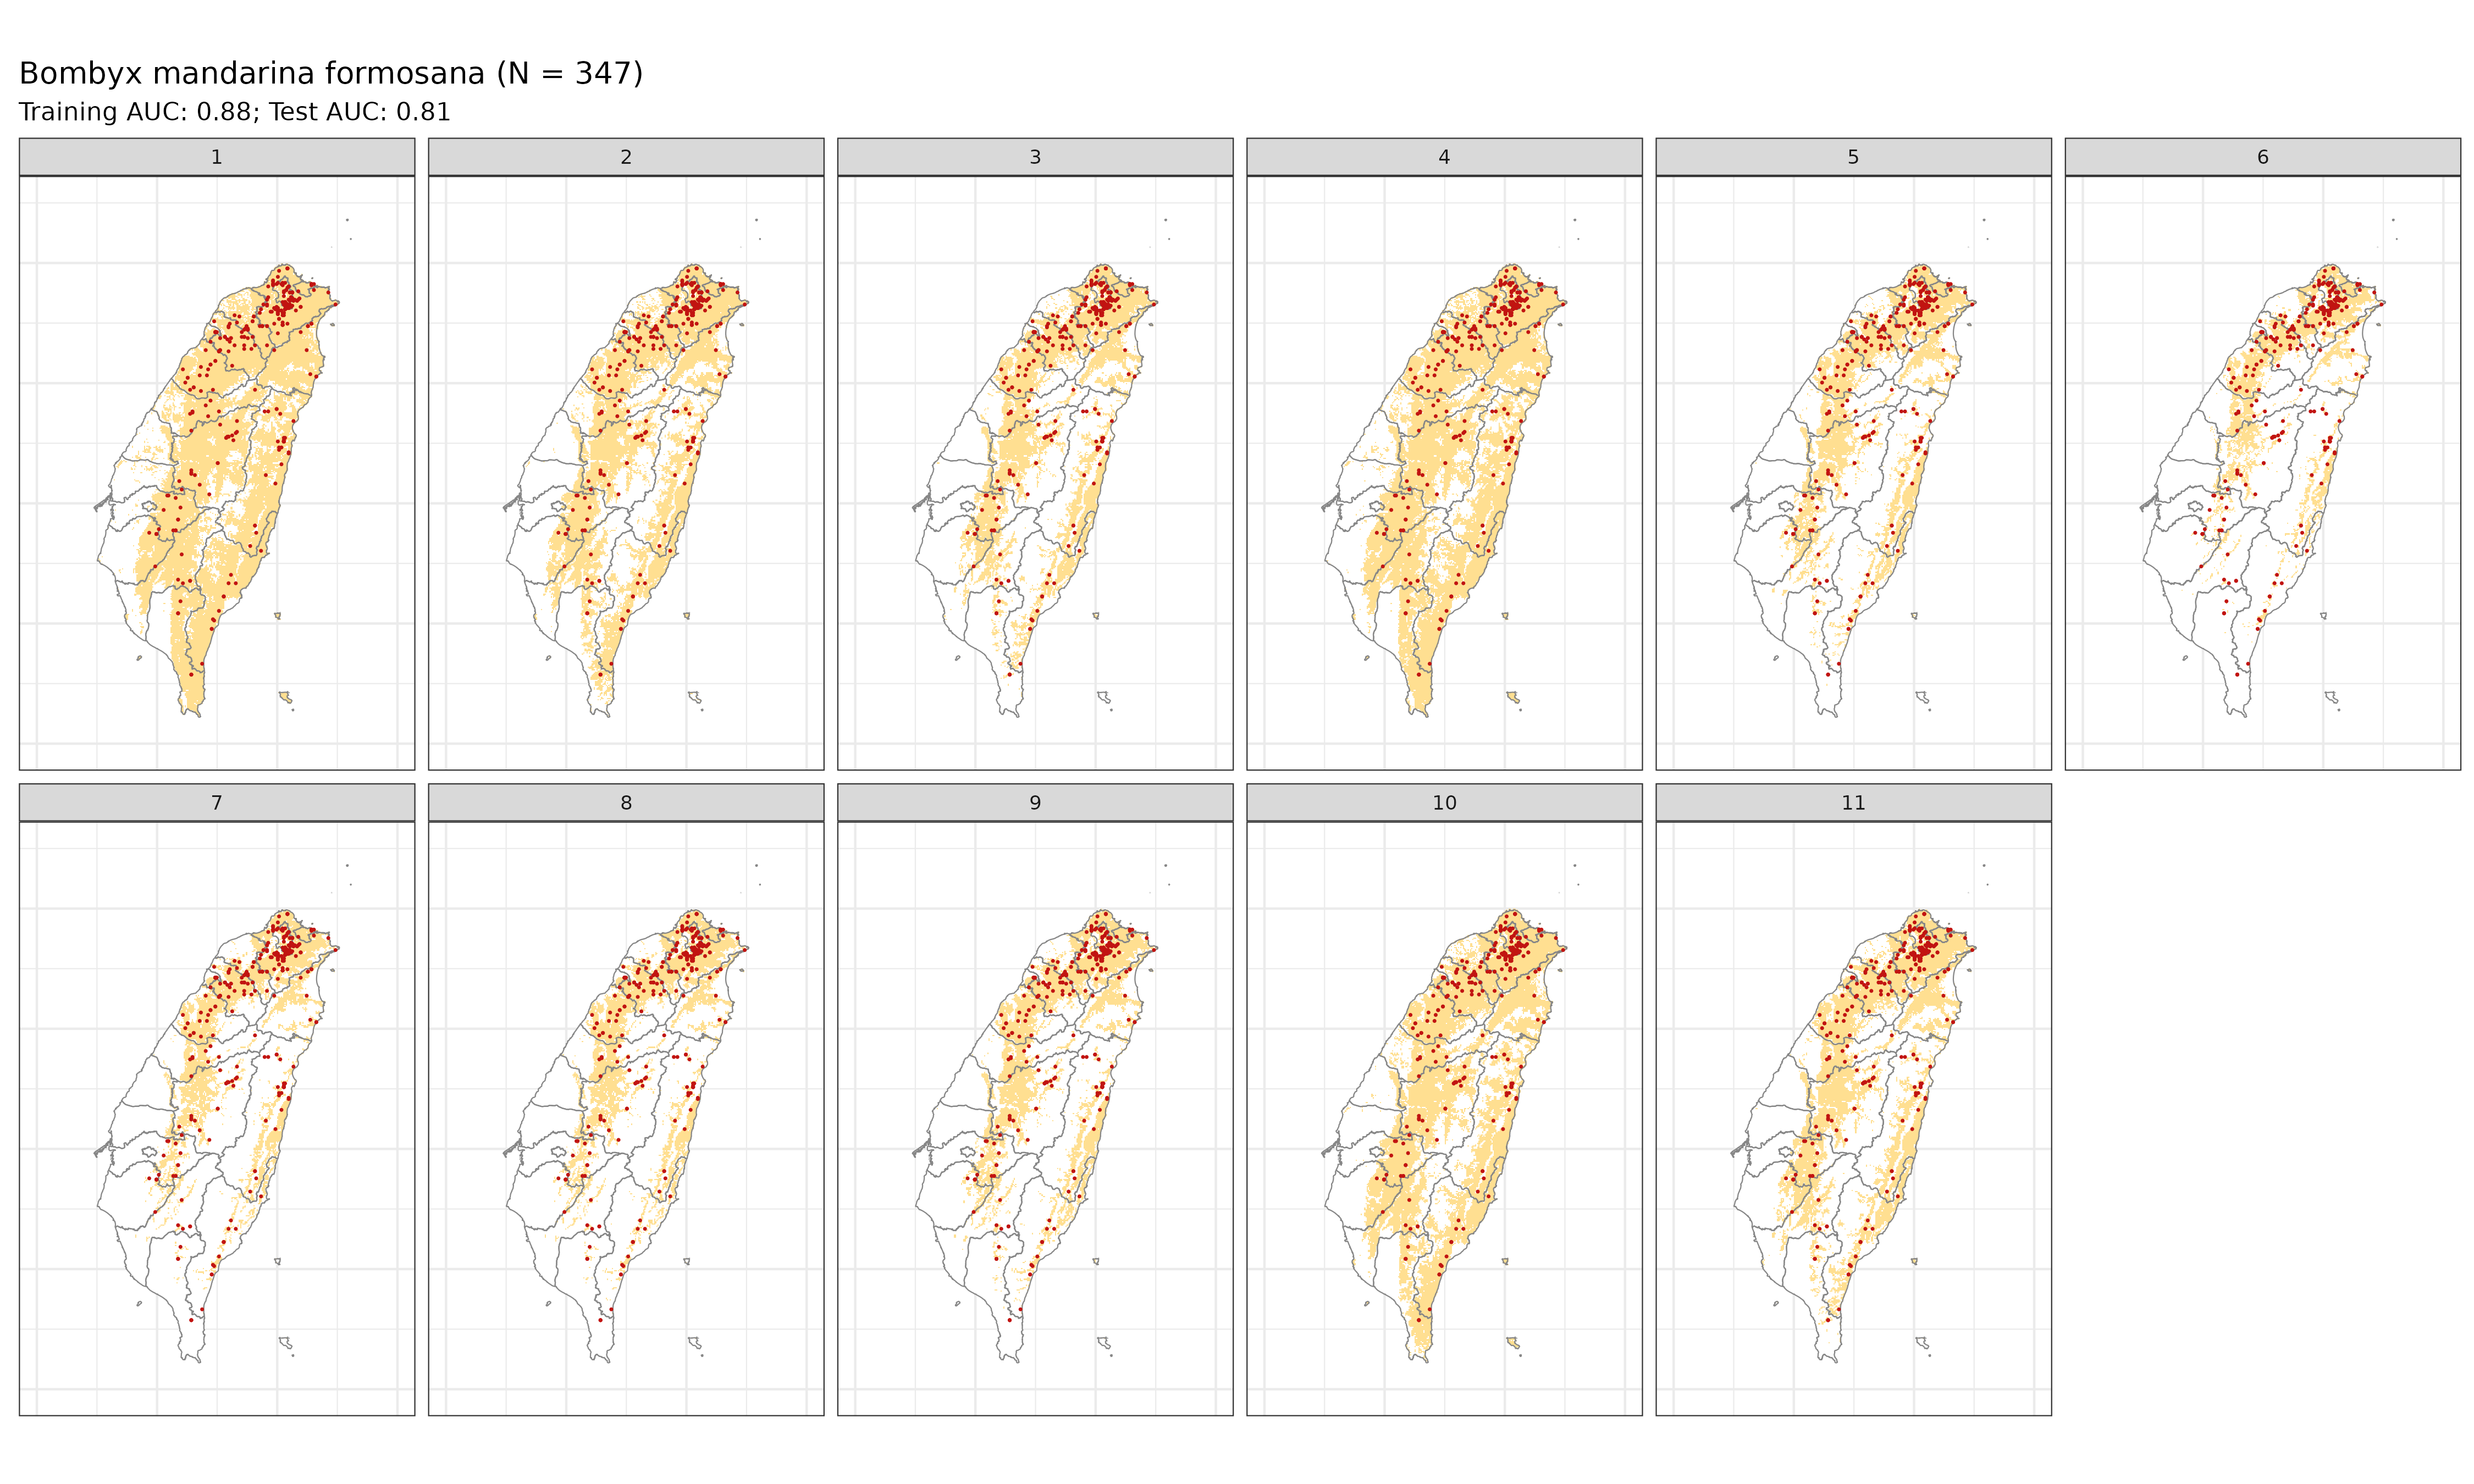 Bombyx mandarina formosana (N = 347)
Training AUC: 0.88; Test AUC: 0.81
1 2 3 4 5 6
7 8 9 10 11